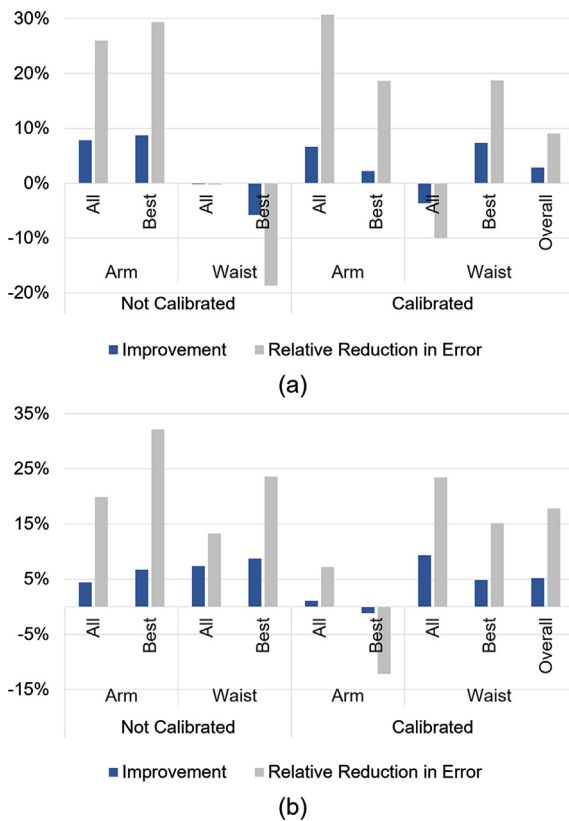 30%
20%
10%
0%
-10%
-20%
All
Best
All
Best
All
Best
All
Best
Overall
Arm
Waist
Arm
Waist
Not Calibrated
Calibrated
Improvement
Relative Reduction in Error
(a)
35%
25%
15%
5%
-5%
-15%
All
Best
All
Best
All
Best
All
Best
Overall
Arm
Waist
Arm
Waist
Not Calibrated
Calibrated
Improvement
Relative Reduction in Error
(b)